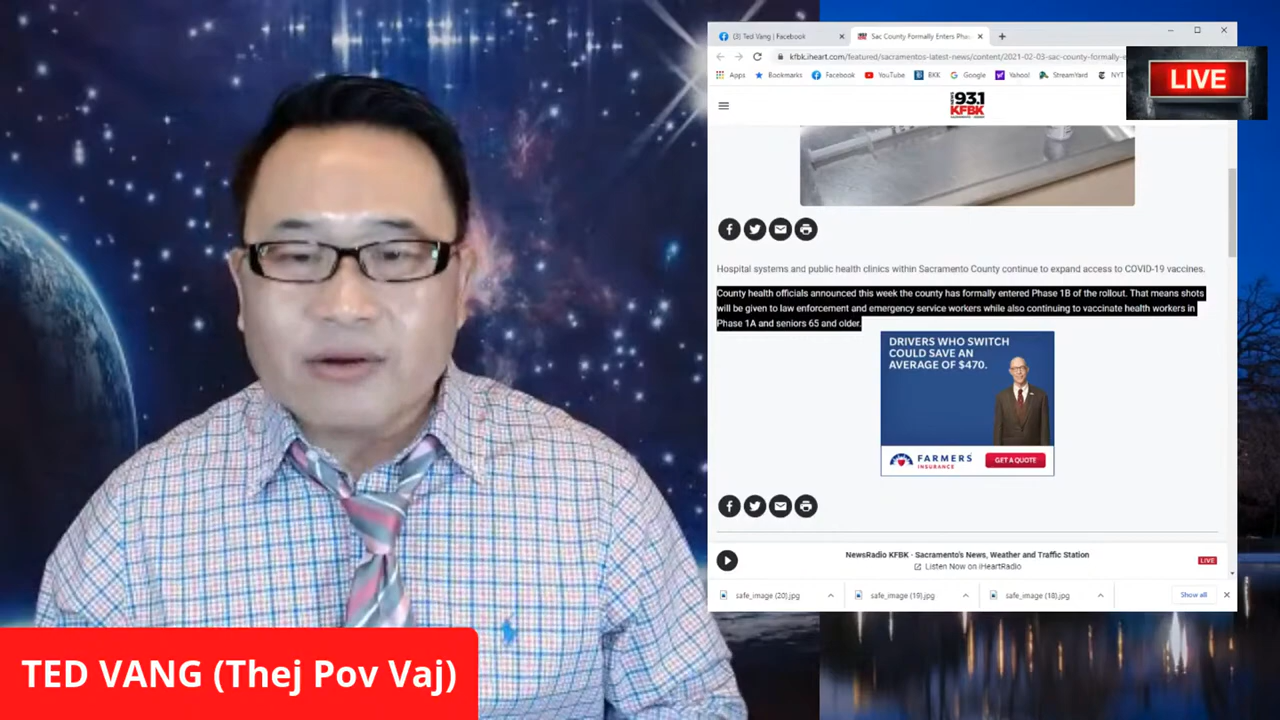 (3) Ted Vang | Facebook
Sac County Formally Enters Pha
kfbk.iheart.com/featured/sacramentos-latest-news/content/2021-02-03-sac-county-formally-e
Apps
Bookmarks
Facebook
YouTube
BKK
Google
Yahoo!
StreamYard
NYT
LIVE
NEWS 93.1
KFBK
Hospital systems and public health clinics within Sacramento County continue to expand access to COVID-19 vaccines.
County health officials announced this week the county has formally entered Phase 1B of the rollout. That means shots
will be given to law enforcement and emergency service workers while also continuing to vaccinate health workers in
Phase 1A and seniors 65 and older.
DRIVERS WHO SWITCH
COULD SAVE AN
AVERAGE OF $470.
FARMERS
INSURANCE
GET A QUOTE
NewsRadio KFBK - Sacramento's News, Weather and Traffic Station
Listen Now on iHeartRadio
LIVE
safe_image (20).jpg
safe_image (19).jpg
safe_image (18).jpg
Show all
TED VANG (Thej Pov Vaj)